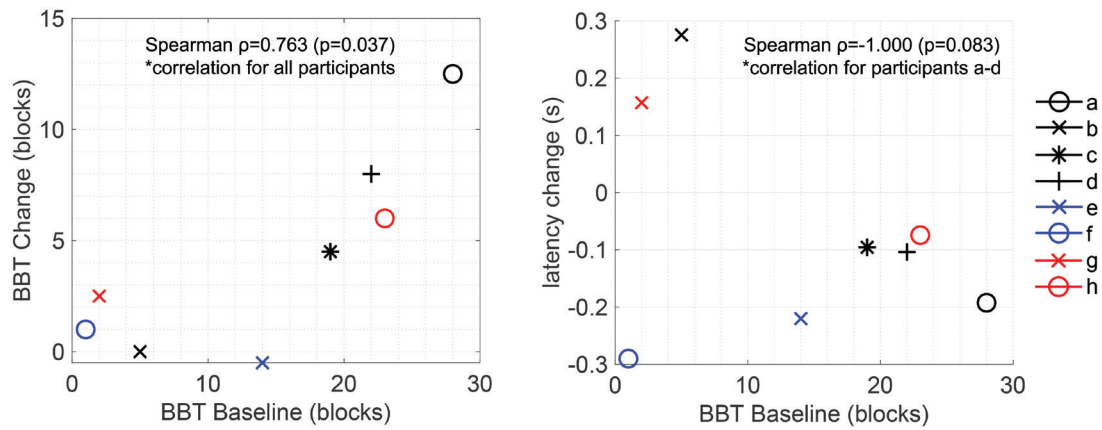 15
10
5
0
0
10
20
30
BBT Change (blocks)
BBT Baseline (blocks)
Spearman ρ=0.763 (p=0.037)
*correlation for all participants
0.3
0.2
0.1
0
-0.1
-0.2
-0.3
0
10
20
30
latency change (s)
BBT Baseline (blocks)
Spearman ρ=-1.000 (p=0.083)
*correlation for participants a-d
a
b
c
d
e
f
g
h